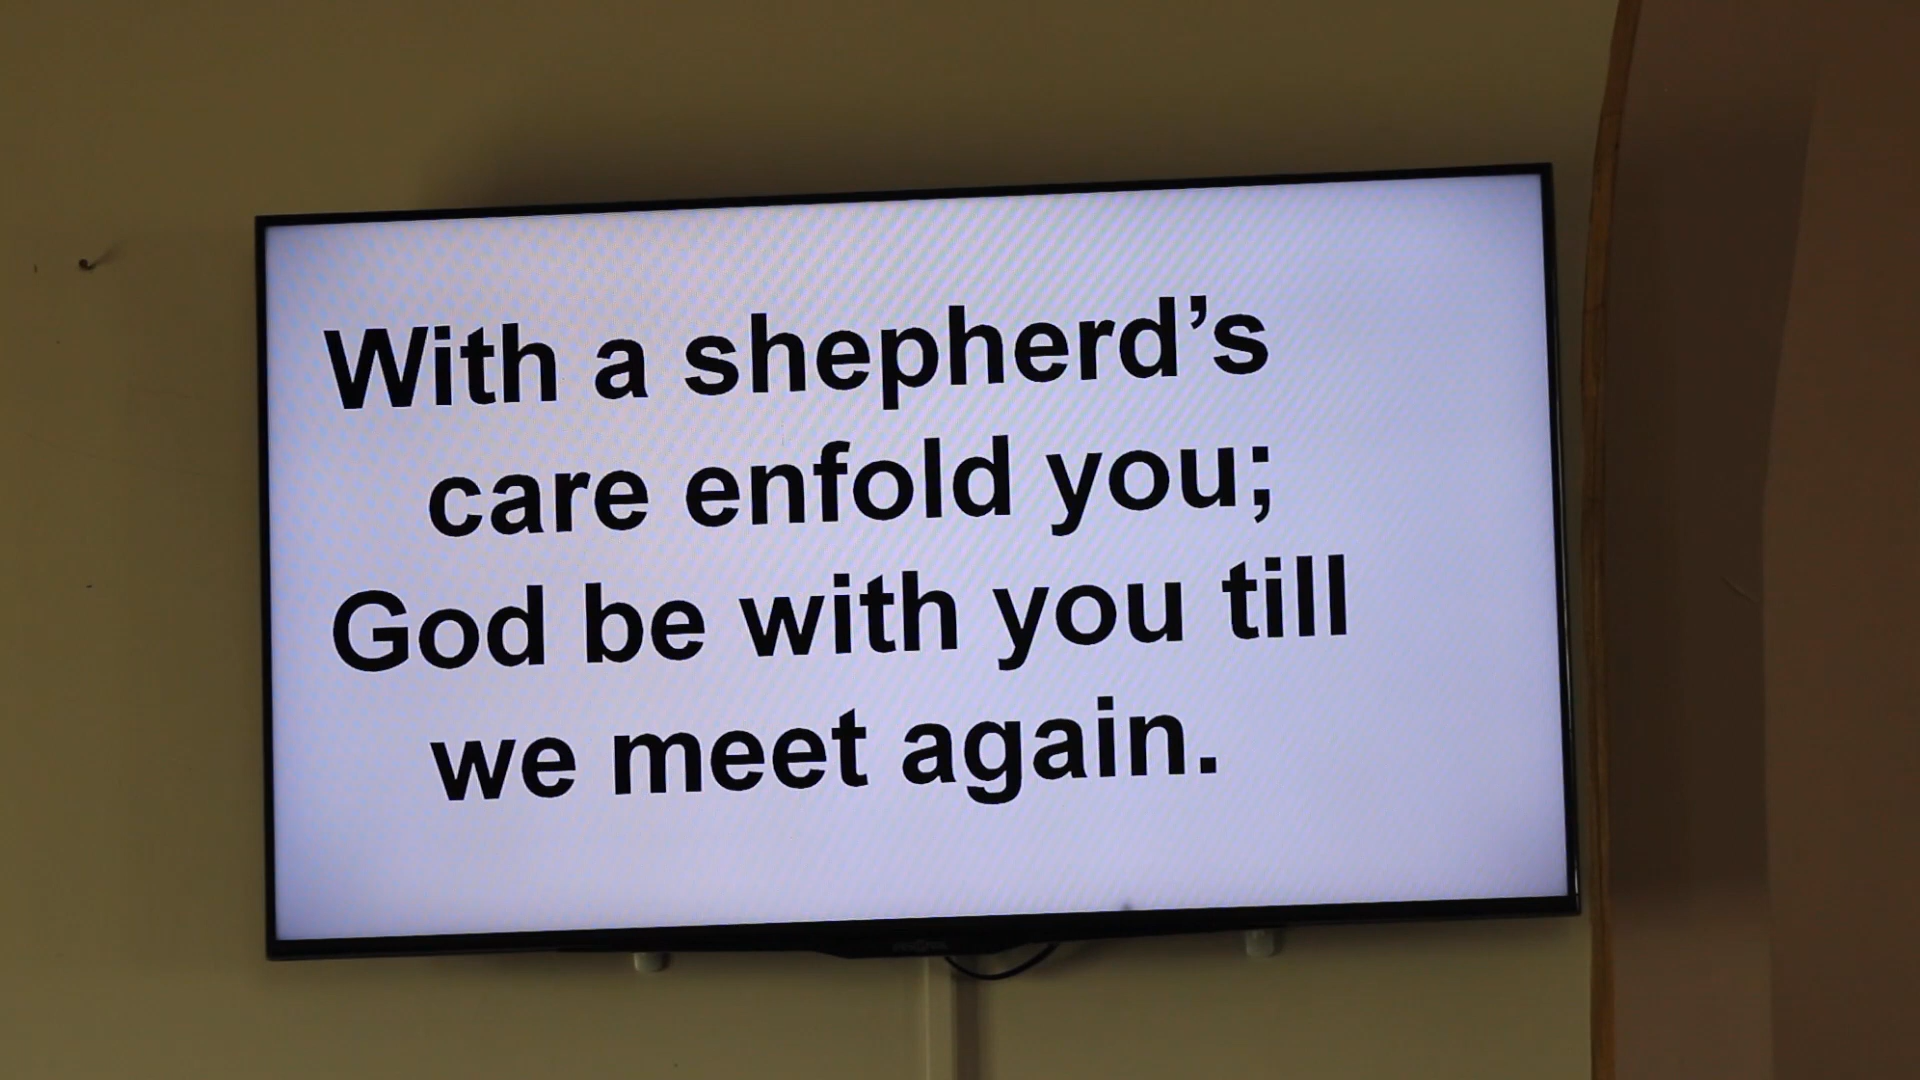 With a shepherd’s
care enfold you;
God be with you till
we meet again.